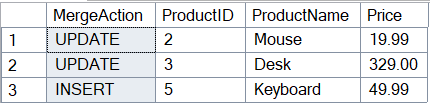 MergeAction ProductID ProductName Price
1 UPDATE 2 Mouse 19.99
2 UPDATE 3 Desk 329.00
3 INSERT 5 Keyboard 49.99